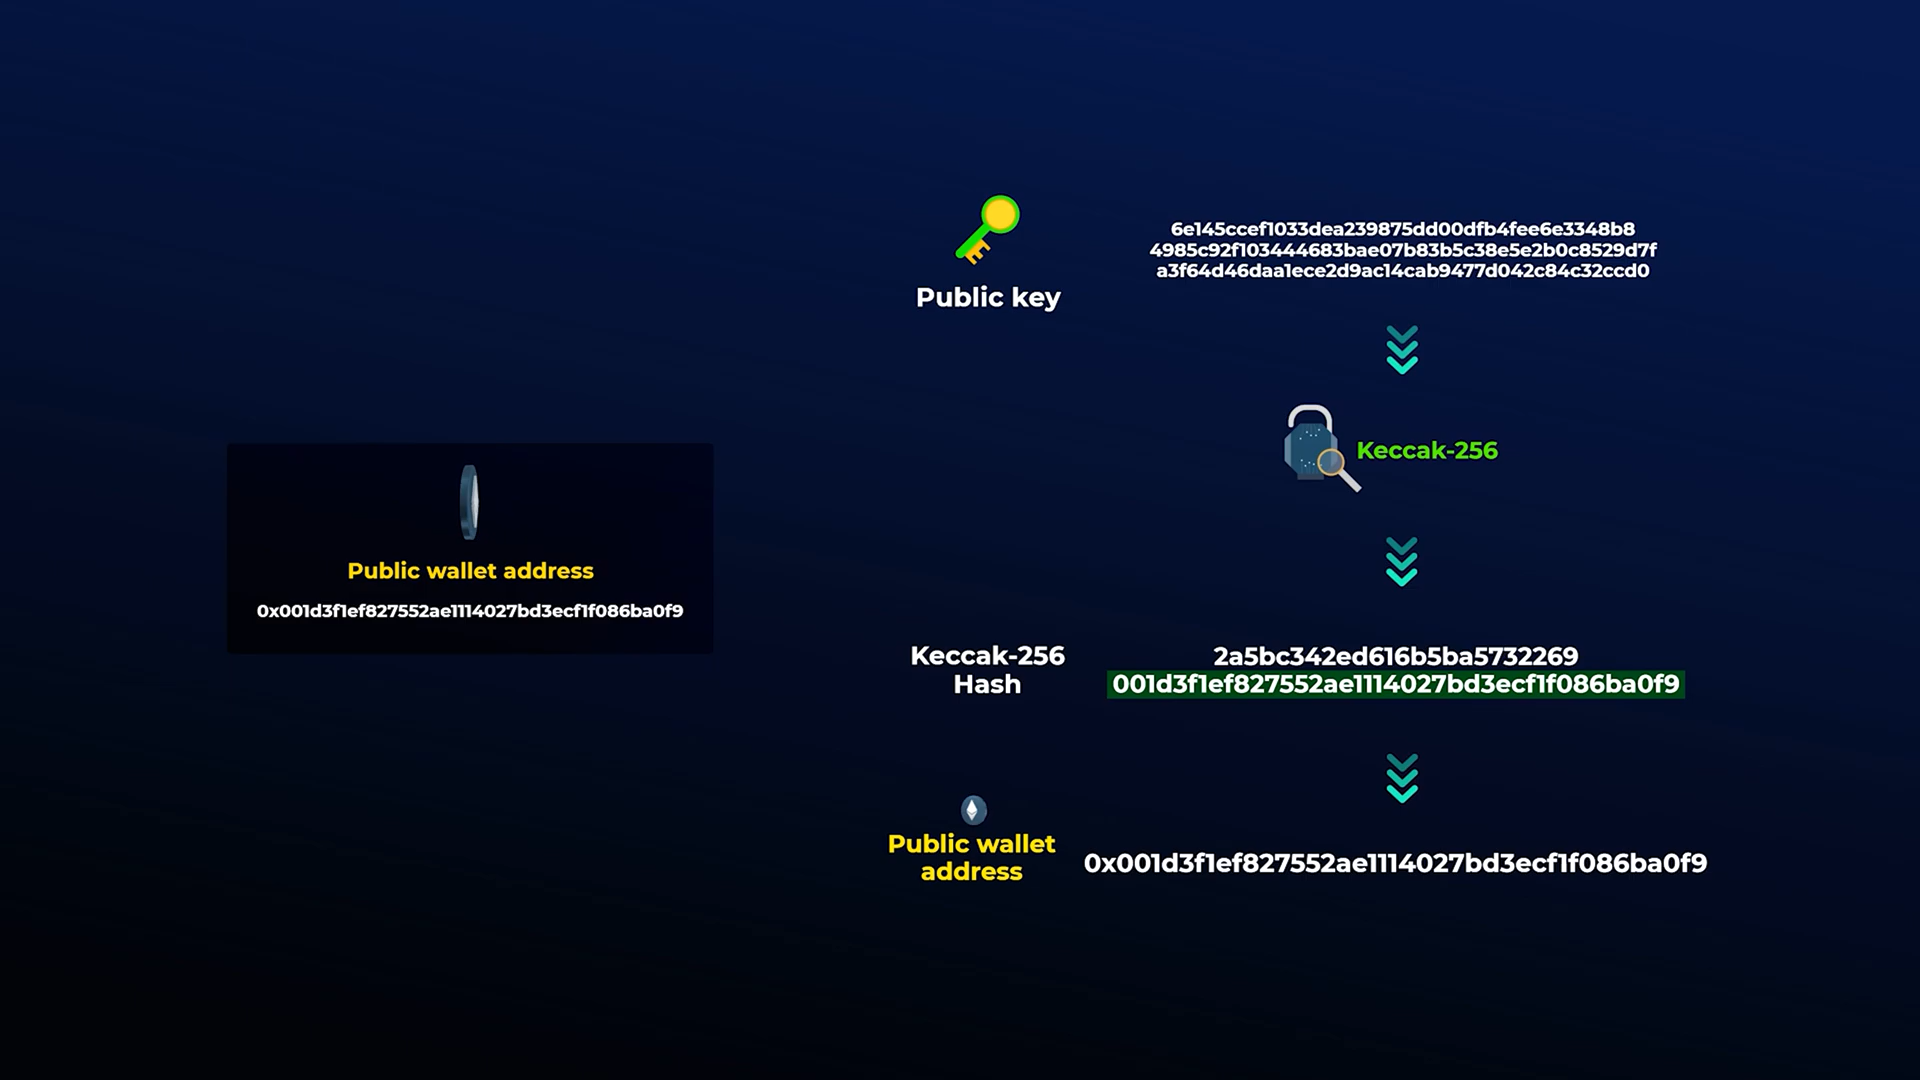 Public wallet address
0x001d3f1ef827552ae1114027bd3ecf1f086ba0f9
Public key
6e145ccef1033dea239875dd00dfb4fee6e3348b8
4985c92f103444683bae07b83b5c38e5e2b0c8529d7f
a3f64d46daa1ece2d9ac14cab9477d042c84c32ccd0
Keccak-256
Keccak-256
Hash
2a5bc342ed616b5ba5732269
001d3f1ef827552ae1114027bd3ecf1f086ba0f9
Public wallet
address
0x001d3f1ef827552ae1114027bd3ecf1f086ba0f9